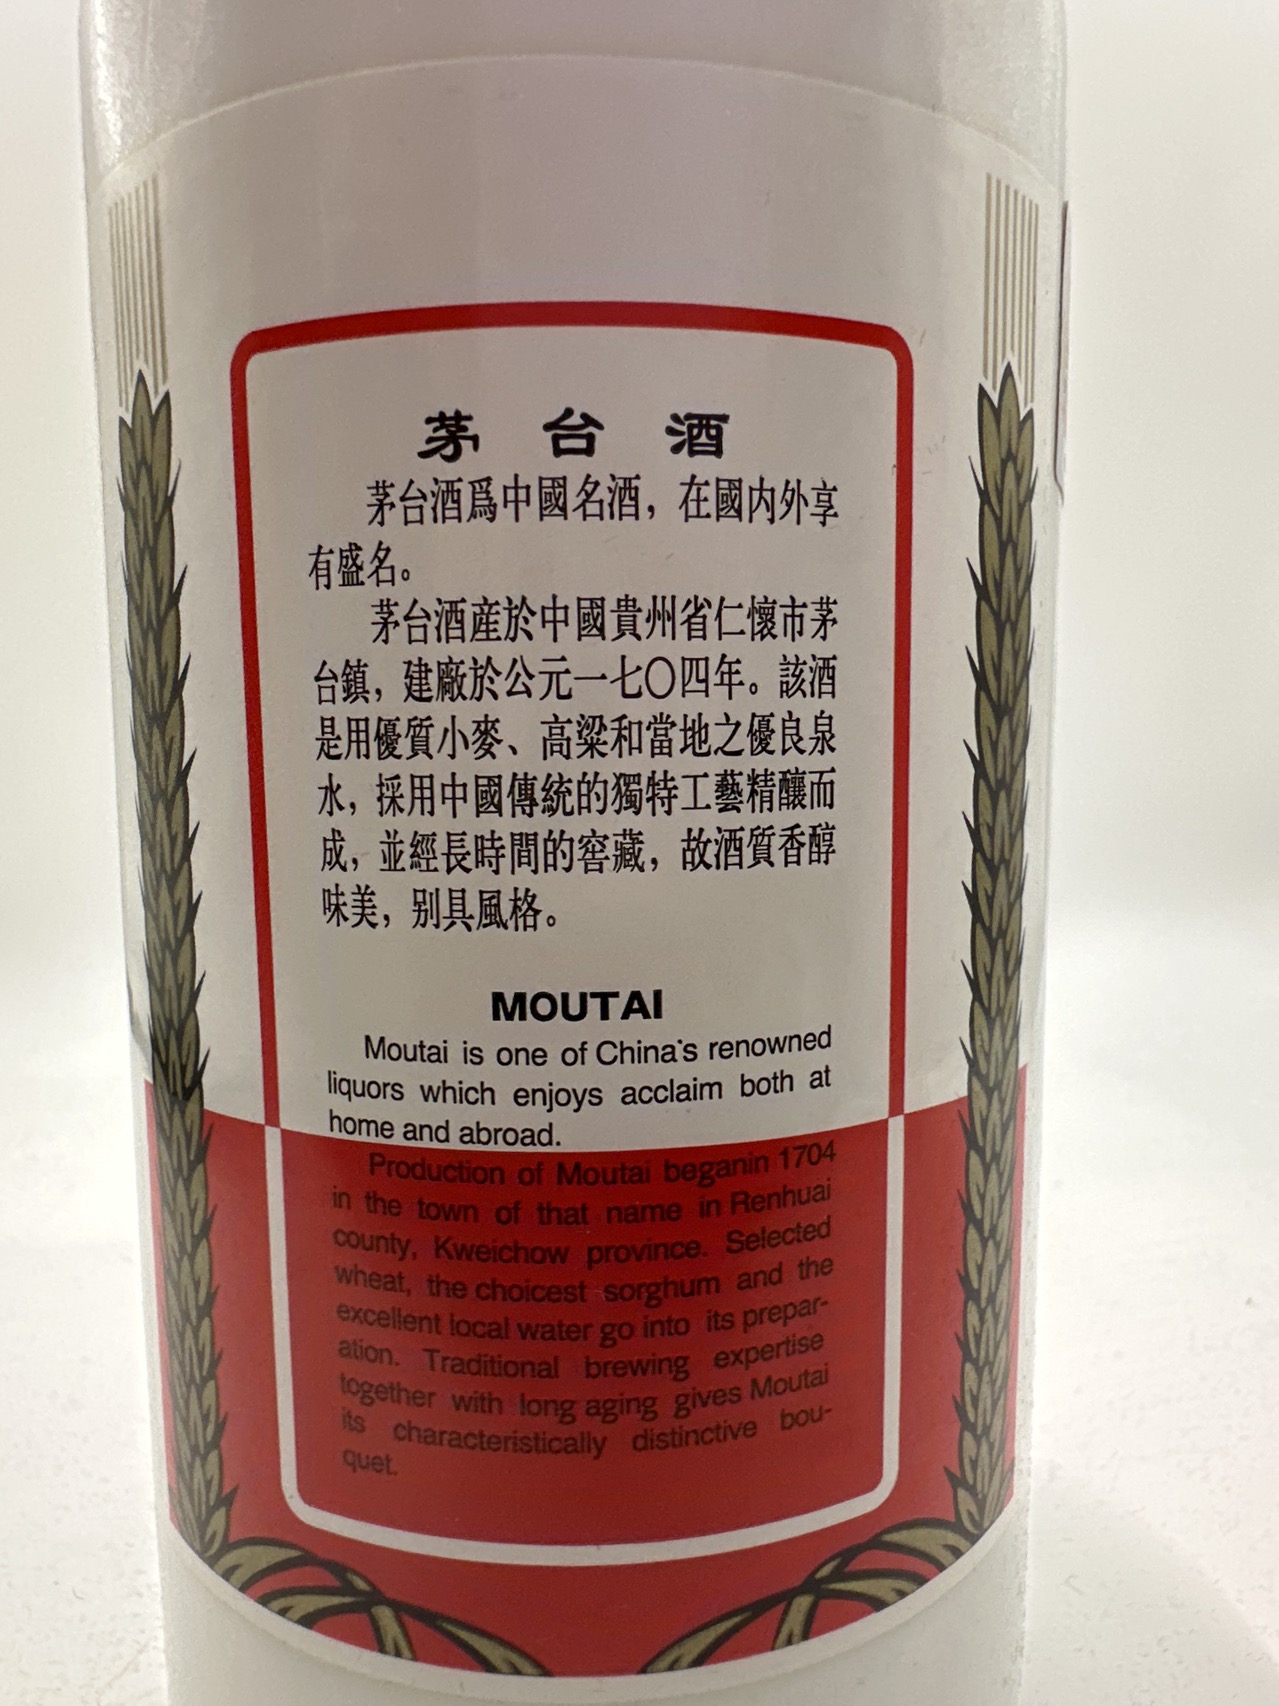 茅台酒
茅台酒爲中國名酒，在國内外享
有盛名。
茅台酒産於中國貴州省仁懷市茅
台鎮，建廠於公元一七〇四年。該酒
是用優質小麥、高粱和當地之優良泉
水，採用中國傳統的獨特工藝精釀而
成，並經長時間的窖藏，故酒質香醇
味美，别具風格。
MOUTAI
Moutai is one of China's renowned
liquors which enjoys acclaim both at
home and abroad.
Production of Moutai beganin 1704
in the town of that name in Renhuai
county, Kweichow province. Selected
wheat, the choicest sorghum and the
excellent local water go into its prepar-
ation. Traditional brewing expertise
together with long aging gives Moutai
its characteristically distinctive bou-
quet.